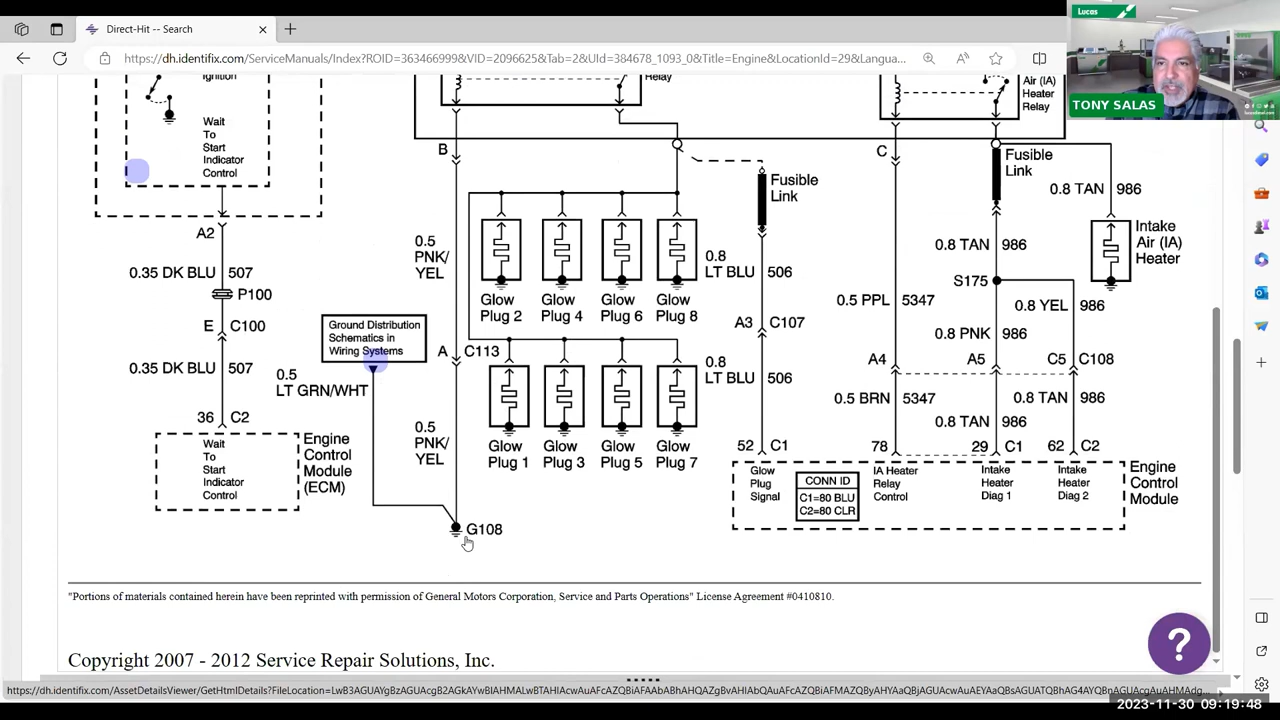 Direct-Hit -- Search
https://dh.identifix.com/ServiceManuals/Index?POD=3634669998&VID=209662159&Tab=2&UId=384678_1093_0&Title=Engine&LocationId=29&Langua...
Lucas
TONY SALAS
Ignition
Wait
To
Start
Indicator
Control
A2
0.35 DK BLU 507
P100
E C100
0.35 DK BLU 507
36 C2
Wait
To
Start
Indicator
Control
Engine
Control
Module
(ECM)
Ground Distribution
Schematics in
Wiring Systems
0.5
LT GRN/WHT
Relay
B
0.5
PNK/
YEL
A C113
0.5
PNK/
YEL
G108
Glow
Plug 2
Glow
Plug 4
Glow
Plug 6
Glow
Plug 8
Glow
Plug 1
Glow
Plug 3
Glow
Plug 5
Glow
Plug 7
Fusible
Link
0.8
LT BLU 506
A3 C107
0.8
LT BLU 506
52 C1
Air (IA)
Heater
Relay
C
Fusible
Link
0.8 TAN 986
0.8 TAN 986
Intake
Air (IA)
Heater
S175
0.5 PPL 5347
0.8 YEL 986
0.8 PNK 986
A4 A5 C5 C108
0.5 BRN 5347
0.8 TAN 986
0.8 TAN 986
78 29 C1 62 C2
Glow
Plug
Signal
CONN ID
C1=80 BLU
C2=80 CLR
IA Heater
Relay
Control
Intake
Heater
Diag 1
Intake
Heater
Diag 2
Engine
Control
Module
"Portions of materials contained herein have been reprinted with permission of General Motors Corporation, Service and Parts Operations" License Agreement #0410810.
Copyright 2007 - 2012 Service Repair Solutions, Inc.
?
2023-11-30 09:19:48